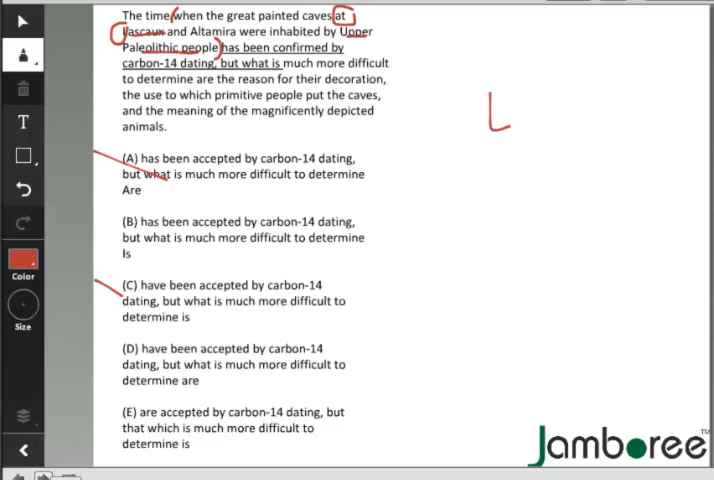 The time when the great painted caves at
Lascaux and Altamira were inhabited by Upper
Paleolithic people has been confirmed by
carbon-14 dating, but what is much more difficult
to determine are the reason for their decoration,
the use to which primitive people put the caves,
and the meaning of the magnificently depicted
animals.
(A) has been accepted by carbon-14 dating,
but what is much more difficult to determine
Are
(B) has been accepted by carbon-14 dating,
but what is much more difficult to determine
Is
(C) have been accepted by carbon-14
dating, but what is much more difficult to
determine is
(D) have been accepted by carbon-14
dating, but what is much more difficult to
determine are
(E) are accepted by carbon-14 dating, but
that which is much more difficult to
determine is
T
Color
Size
L
Jamboree™